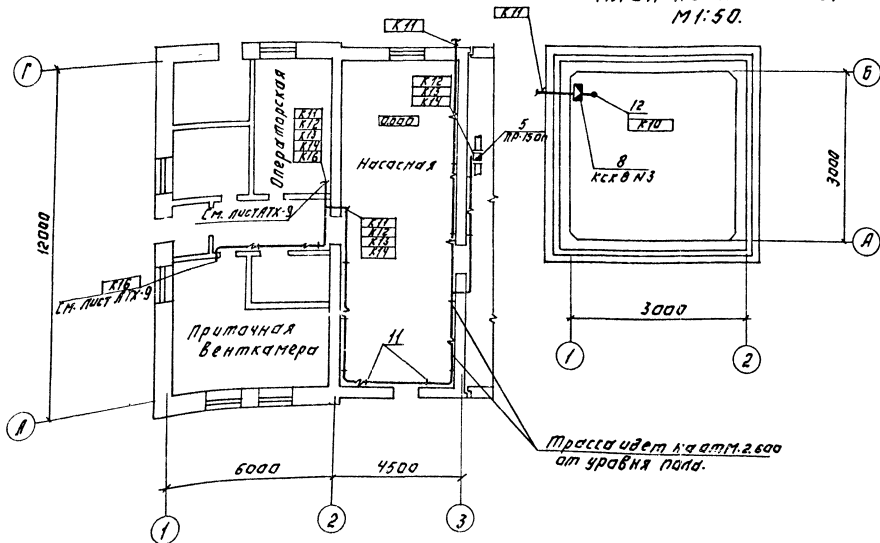 М1:50.
К11
К11
Г
Б
12000
Операторская
К11
К12
К13
К14
К16
К12
К13
К14
0.000
Насосная
5
ПР-150П
12
К10
8
КСК 8 N3
3000
См. лист АТХ-9
К11
К12
К13
К14
А
К16
См. лист АТХ-9
Приточная
венткамера
11
3000
1
2
А
Трасса идет на отм. 2.600
от уровня пола.
6000
4500
1
2
3